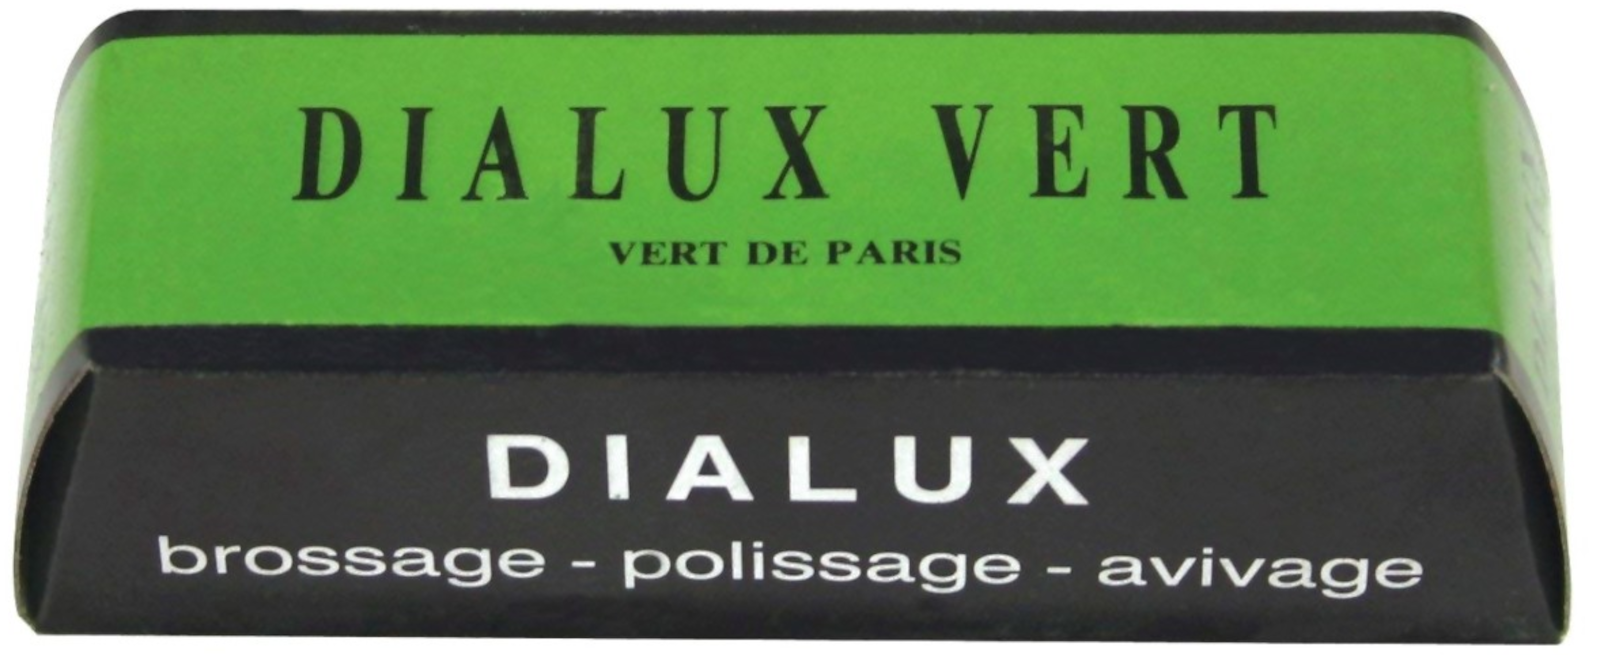 DIALUX VERT
VERT DE PARIS
DIALUX
brossage - polissage - avivage